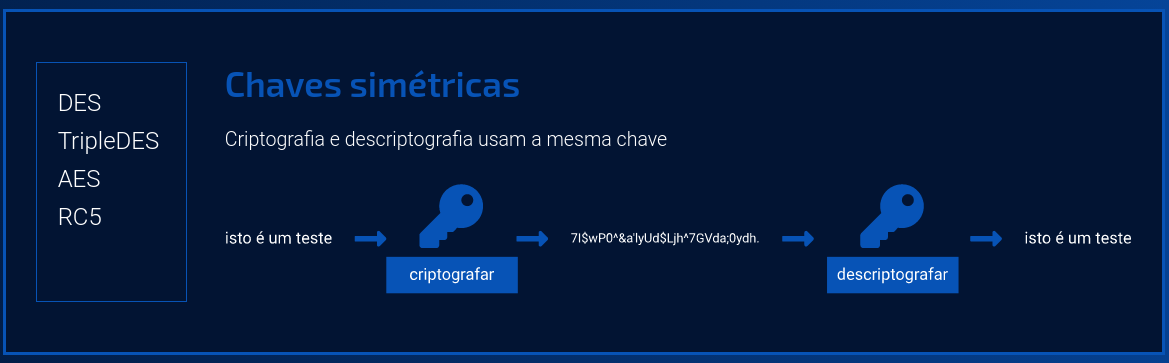 DES
TripleDES
AES
RC5
Chaves simétricas
Criptografia e descriptografia usam a mesma chave
isto é um teste
criptografar
7I$wP0^&a'lyUd$Ljh^7GVda;0ydh.
descriptografar
isto é um teste